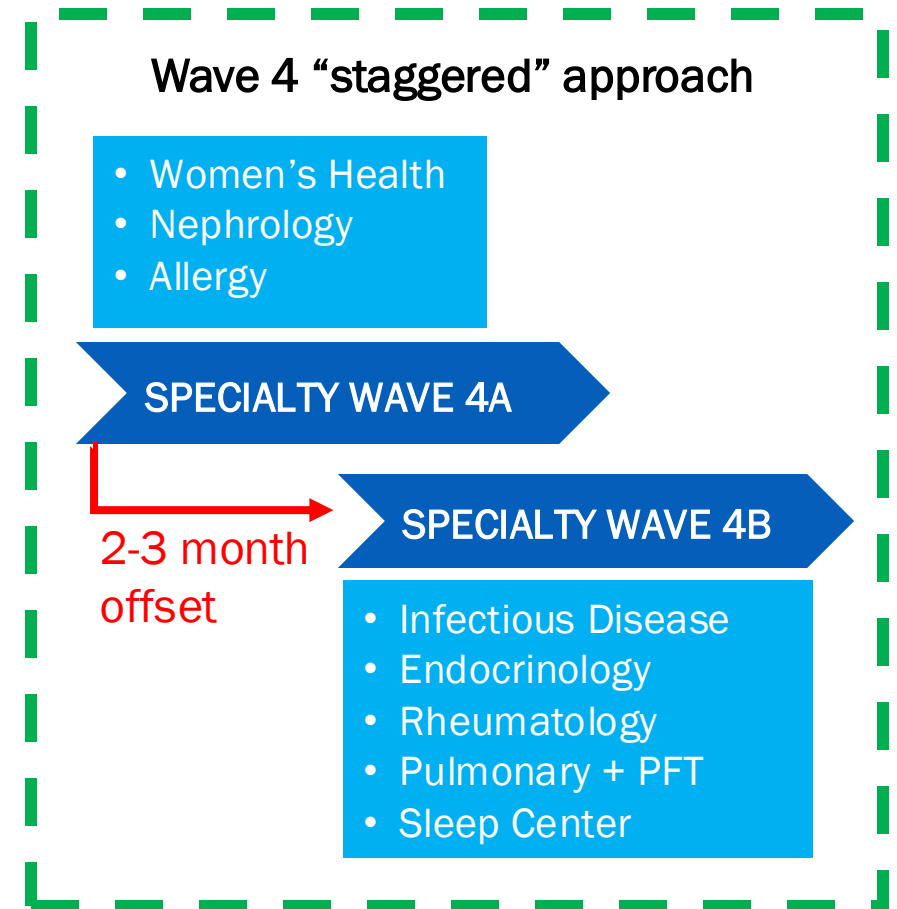 Wave 4 “staggered” approach
• Women’s Health
• Nephrology
• Allergy
SPECIALTY WAVE 4A
2-3 month
offset
SPECIALTY WAVE 4B
• Infectious Disease
• Endocrinology
• Rheumatology
• Pulmonary + PFT
• Sleep Center